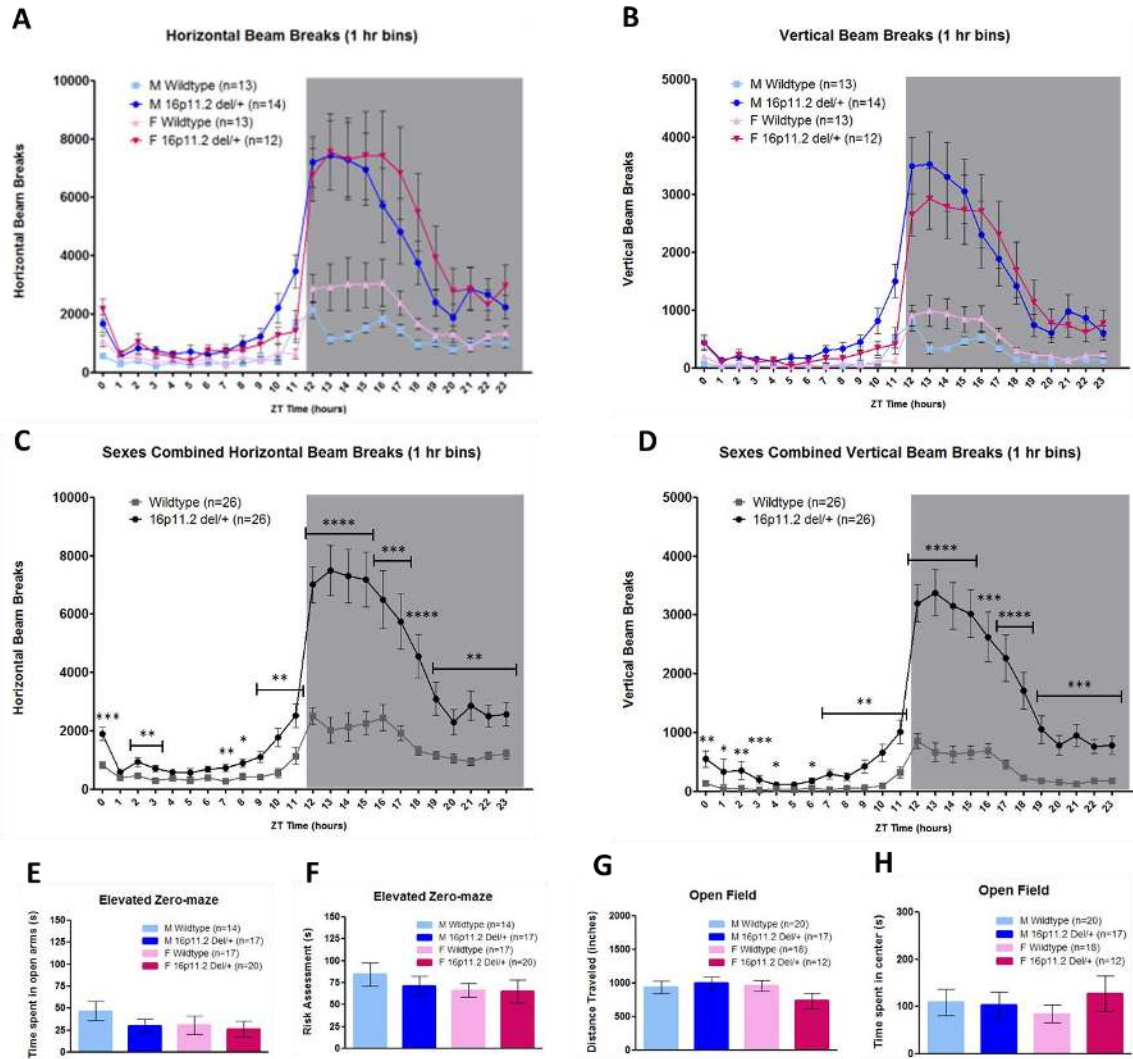 A
Horizontal Beam Breaks (1 hr bins)
M Wildtype (n=13)
M 16p11.2 del/+ (n=14)
F Wildtype (n=13)
F 16p11.2 del/+ (n=12)
Horizontal Beam Breaks
10000
8000
6000
4000
2000
0
0 1 2 3 4 5 6 7 8 9 10 11 12 13 14 15 16 17 18 19 20 21 22 23
ZT Time (hours)
B
Vertical Beam Breaks (1 hr bins)
M Wildtype (n=13)
M 16p11.2 del/+ (n=14)
F Wildtype (n=13)
F 16p11.2 del/+ (n=12)
Vertical Beam Breaks
5000
4000
3000
2000
1000
0
0 1 2 3 4 5 6 7 8 9 10 11 12 13 14 15 16 17 18 19 20 21 22 23
ZT Time (hours)
C
Sexes Combined Horizontal Beam Breaks (1 hr bins)
Wildtype (n=26)
16p11.2 del/+ (n=26)
Horizontal Beam Breaks
10000
8000
6000
4000
2000
0
*** ** ** * ** **** *** **** **
0 1 2 3 4 5 6 7 8 9 10 11 12 13 14 15 16 17 18 19 20 21 22 23
ZT Time (hours)
D
Sexes Combined Vertical Beam Breaks (1 hr bins)
Wildtype (n=26)
16p11.2 del/+ (n=26)
Vertical Beam Breaks
5000
4000
3000
2000
1000
0
** * ** *** * * ** **** *** **** ***
0 1 2 3 4 5 6 7 8 9 10 11 12 13 14 15 16 17 18 19 20 21 22 23
ZT Time (hours)
E
Elevated Zero-maze
M Wildtype (n=14)
M 16p11.2 Del/+ (n=17)
F Wildtype (n=17)
F 16p11.2 Del/+ (n=20)
Time spent in open arms (s)
150
125
100
75
50
25
0
F
Elevated Zero-maze
M Wildtype (n=14)
M 16p11.2 Del/+ (n=17)
F Wildtype (n=17)
F 16p11.2 Del/+ (n=20)
Risk Assessment (s)
150
125
100
75
50
25
0
G
Open Field
M Wildtype (n=20)
M 16p11.2 Del/+ (n=17)
F Wildtype (n=18)
F 16p11.2 Del/+ (n=12)
Distance Traveled (inches)
2000
1500
1000
500
0
H
Open Field
M Wildtype (n=20)
M 16p11.2 Del/+ (n=17)
F Wildtype (n=18)
F 16p11.2 Del/+ (n=12)
Time spent in center (s)
300
200
100
0